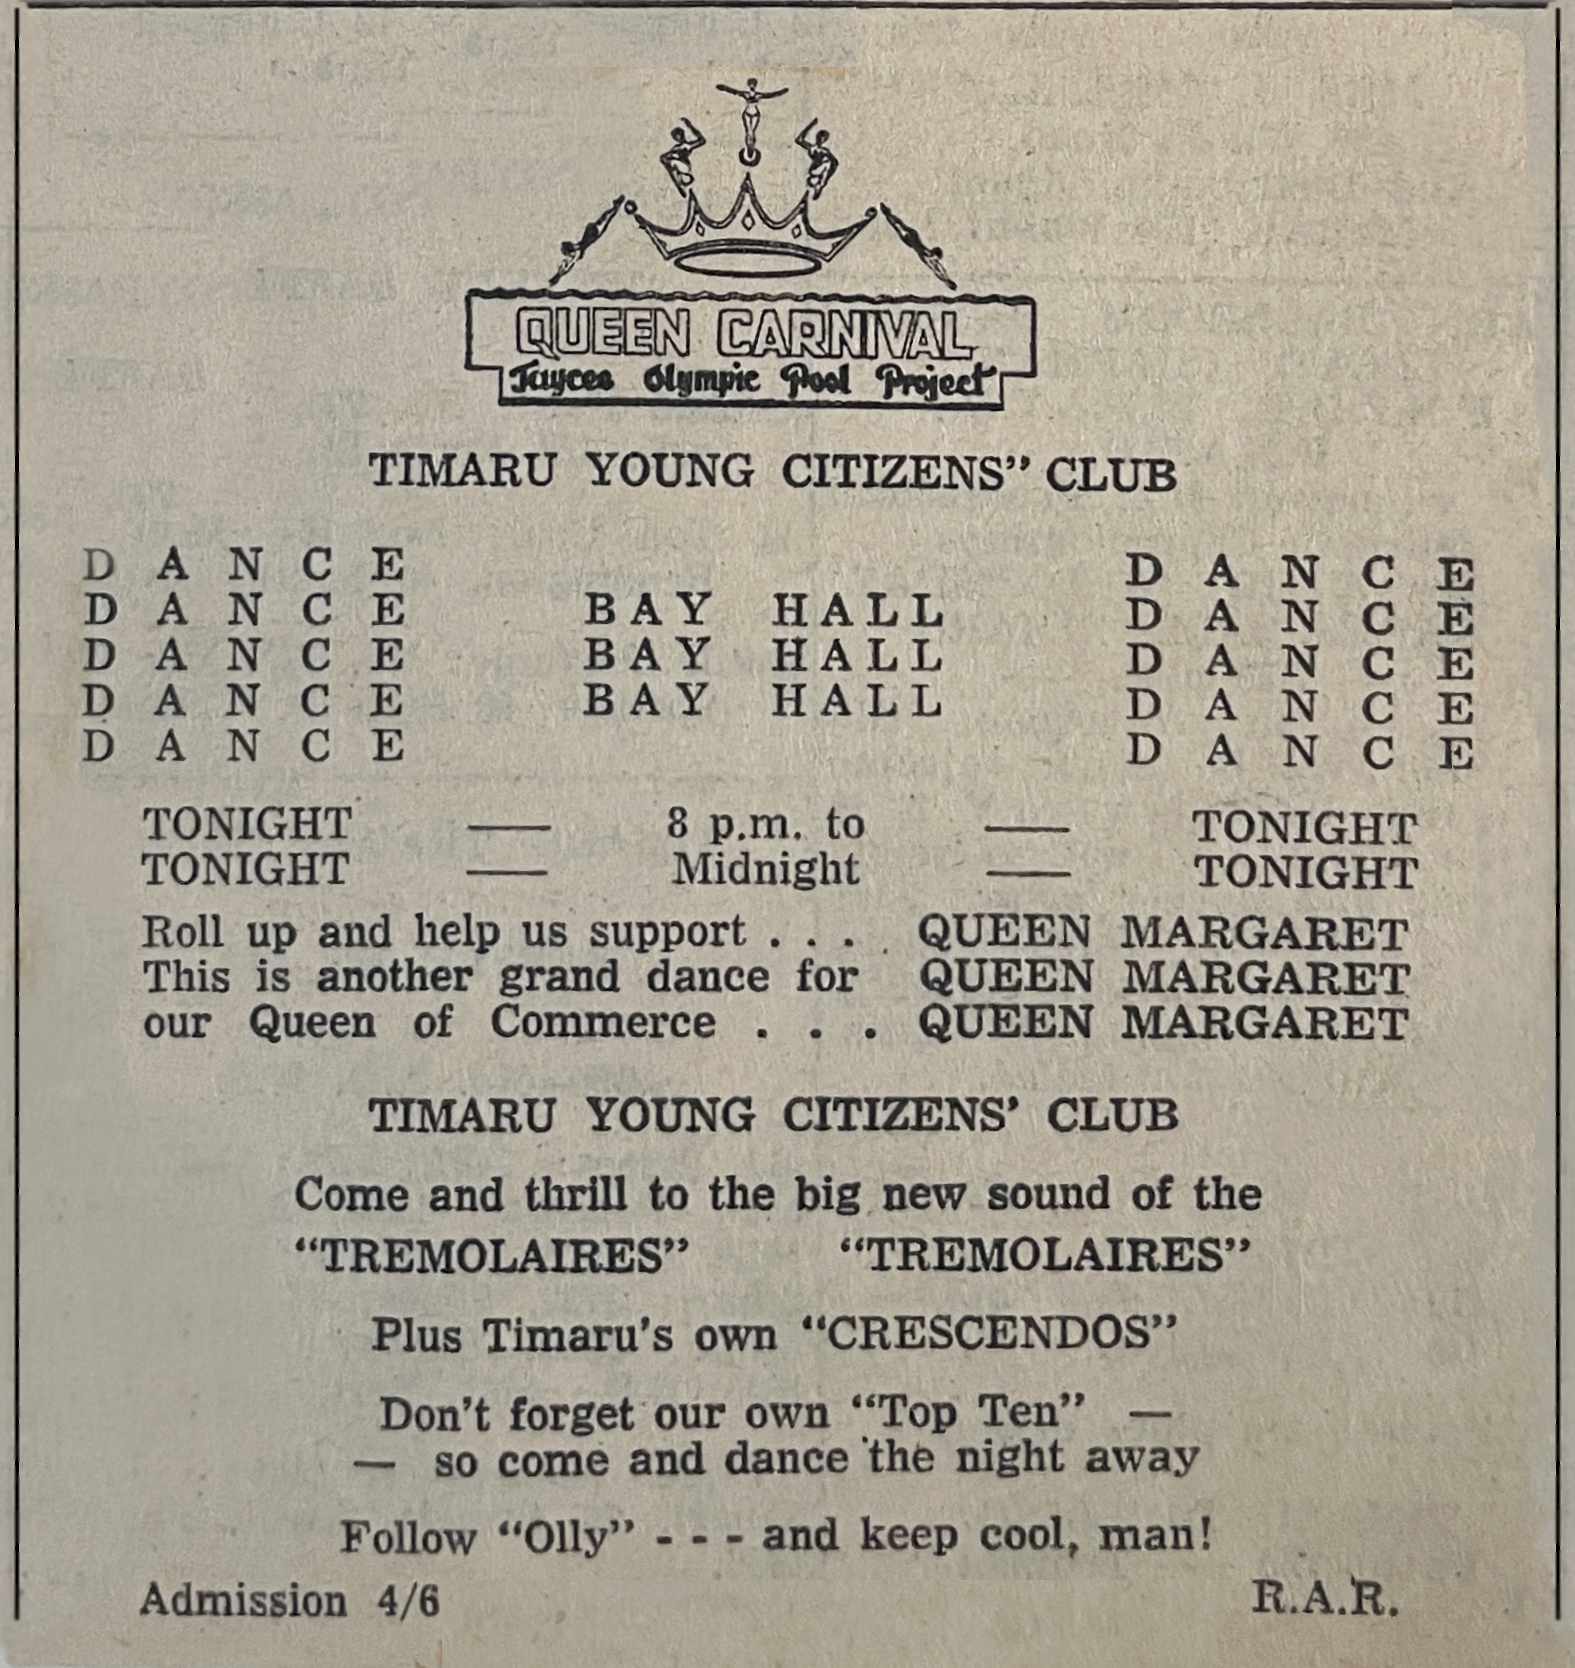 QUEEN CARNIVAL
Jaycee Olympic Pool Project
TIMARU YOUNG CITIZENS" CLUB
D A N C E D A N C E
D A N C E BAY HALL D A N C E
D A N C E BAY HALL D A N C E
D A N C E BAY HALL D A N C E
D A N C E D A N C E
TONIGHT — 8 p.m. to — TONIGHT
TONIGHT — Midnight — TONIGHT
Roll up and help us support . . . QUEEN MARGARET
This is another grand dance for QUEEN MARGARET
our Queen of Commerce . . . QUEEN MARGARET
TIMARU YOUNG CITIZENS' CLUB
Come and thrill to the big new sound of the
"TREMOLAIRES" "TREMOLAIRES"
Plus Timaru's own "CRESCENDOS"
Don't forget our own "Top Ten" —
— so come and dance the night away
Follow "Olly" - - - and keep cool, man!
Admission 4/6 R.A.R.